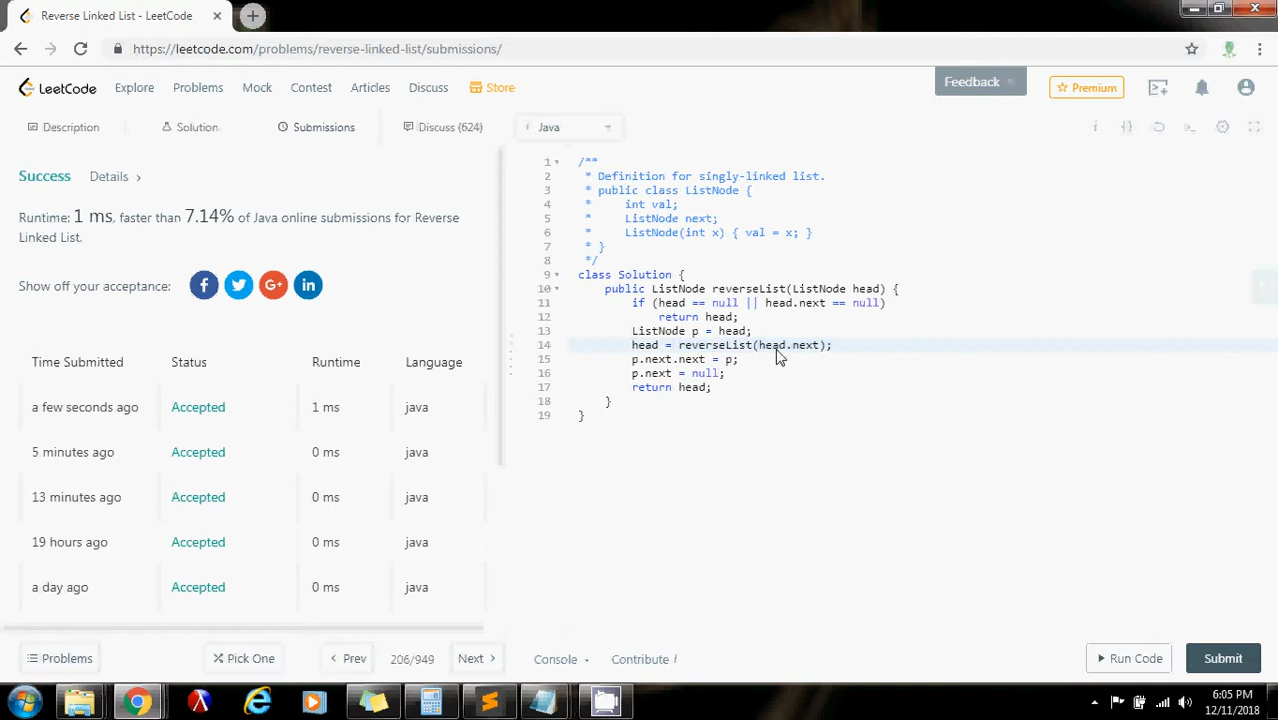 Reverse Linked List - LeetCode
https://leetcode.com/problems/reverse-linked-list/submissions/
LeetCode Explore Problems Mock Contest Articles Discuss Store Feedback Premium
Description Solution Submissions Discuss (624) Java
Success Details
Runtime: 1 ms, faster than 7.14% of Java online submissions for Reverse
Linked List.
Show off your acceptance:
Time Submitted Status Runtime Language
a few seconds ago Accepted 1 ms java
5 minutes ago Accepted 0 ms java
13 minutes ago Accepted 0 ms java
19 hours ago Accepted 0 ms java
a day ago Accepted 0 ms java
1 /**
2 * Definition for singly-linked list.
3 * public class ListNode {
4 * int val;
5 * ListNode next;
6 * ListNode(int x) { val = x; }
7 * }
8 */
9 class Solution {
10 public ListNode reverseList(ListNode head) {
11 if (head == null || head.next == null)
12 return head;
13 ListNode p = head;
14 head = reverseList(head.next);
15 p.next.next = p;
16 p.next = null;
17 return head;
18 }
19 }
Problems Pick One Prev 206/949 Next Console Contribute Run Code Submit
6:05 PM
12/11/2018